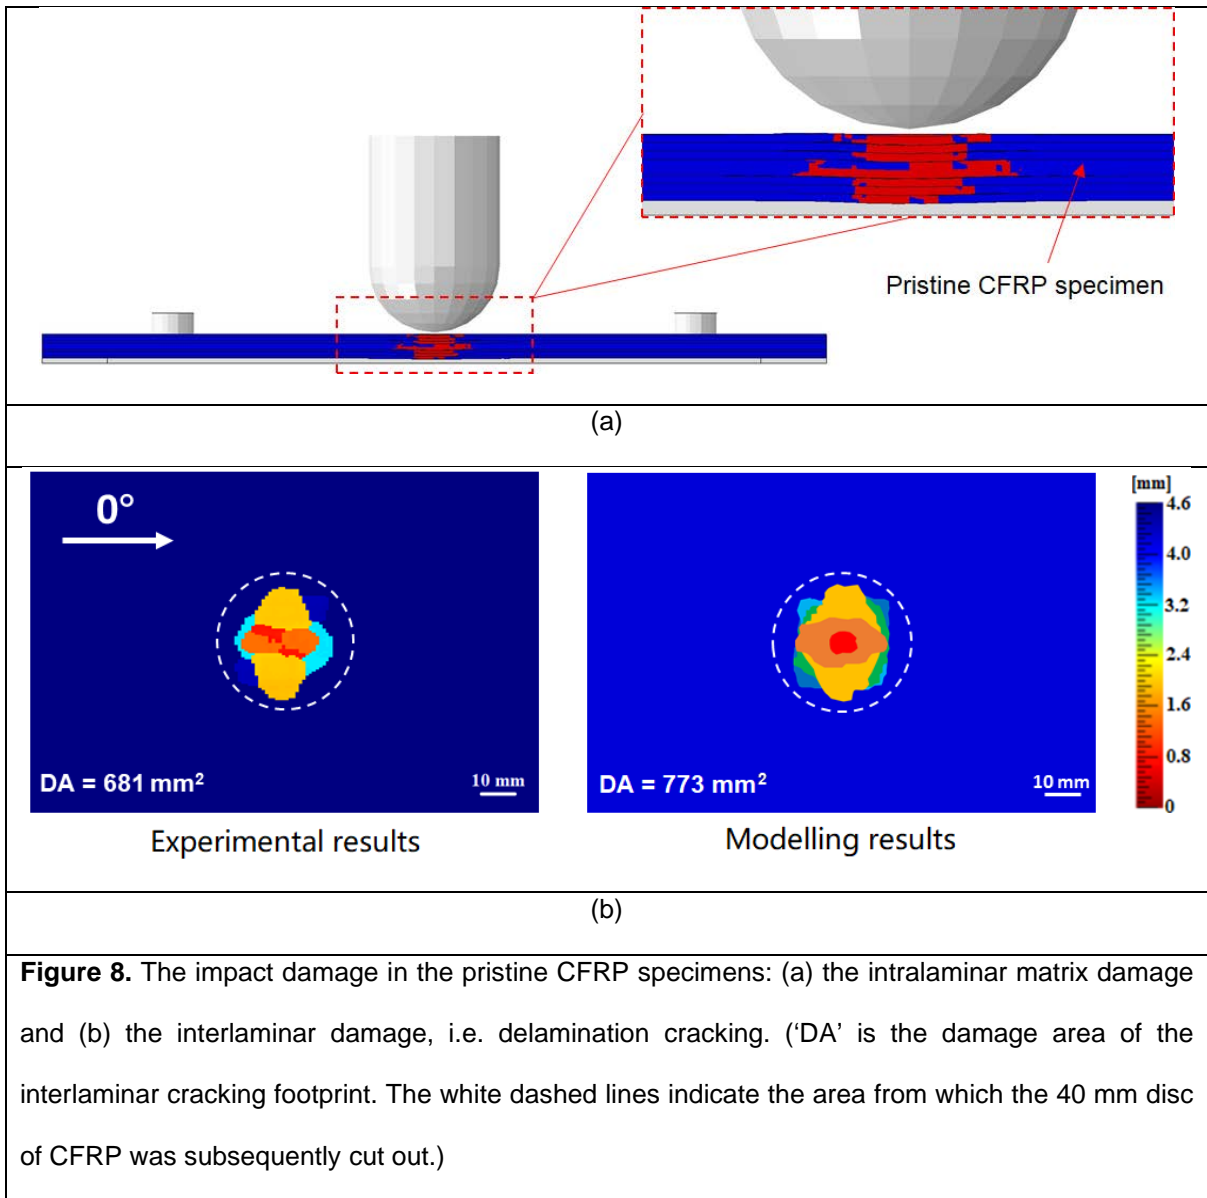 Pristine CFRP specimen
(a)
0°
DA = 681 mm²
10 mm
Experimental results
DA = 773 mm²
10 mm
Modelling results
[mm]
4.6
4.0
3.2
2.4
1.6
0.8
0
(b)
Figure 8. The impact damage in the pristine CFRP specimens: (a) the intralaminar matrix damage
and (b) the interlaminar damage, i.e. delamination cracking. (‘DA’ is the damage area of the
interlaminar cracking footprint. The white dashed lines indicate the area from which the 40 mm disc
of CFRP was subsequently cut out.)